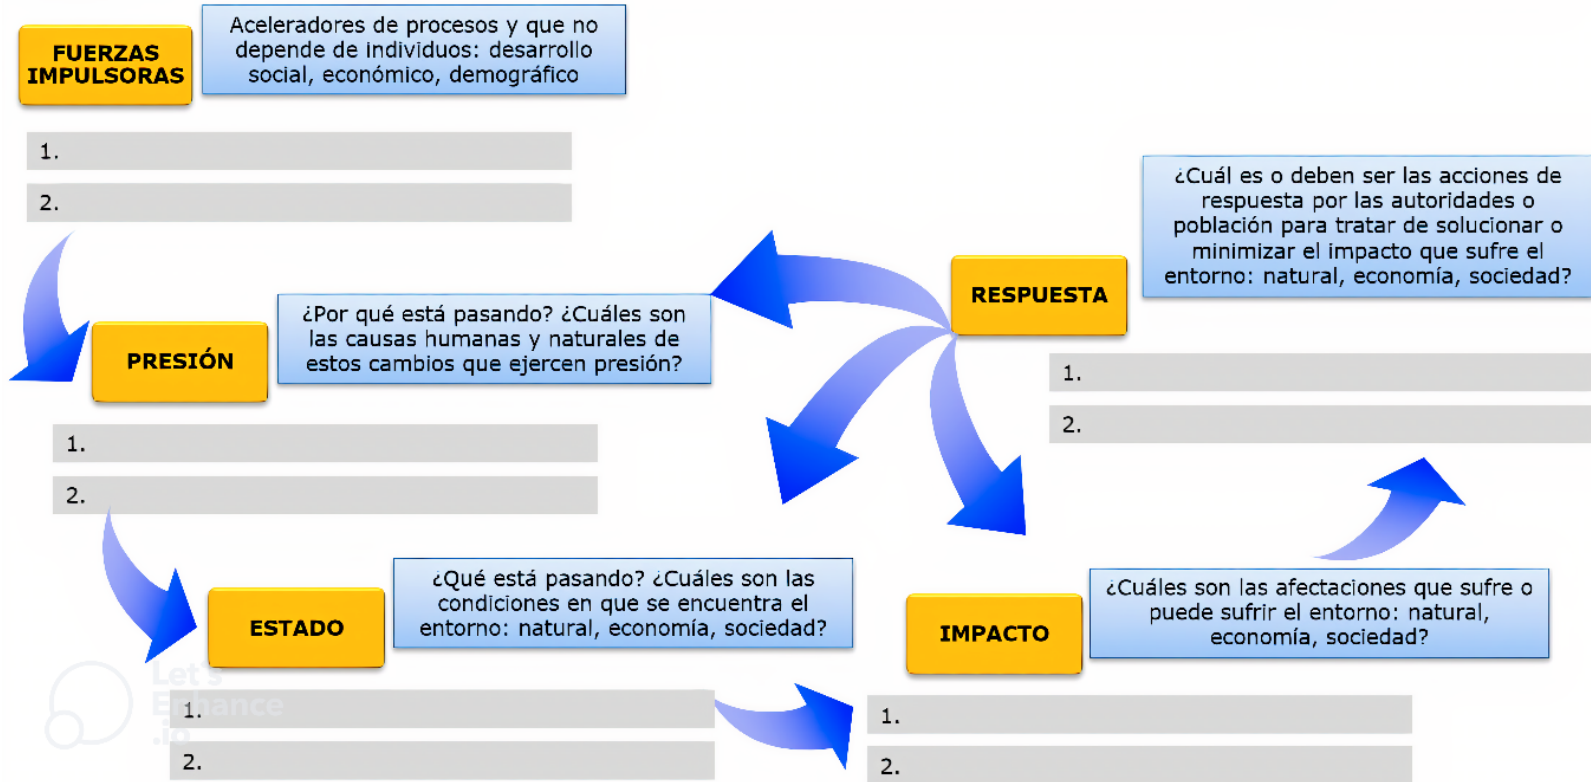 FUERZAS
IMPULSORAS
Aceleradores de procesos y que no
depende de individuos: desarrollo
social, económico, demográfico
1.
2.
PRESIÓN
¿Por qué está pasando? ¿Cuáles son
las causas humanas y naturales de
estos cambios que ejercen presión?
1.
2.
ESTADO
¿Qué está pasando? ¿Cuáles son las
condiciones en que se encuentra el
entorno: natural, economía, sociedad?
1.
2.
IMPACTO
¿Cuáles son las afectaciones que sufre o
puede sufrir el entorno: natural,
economía, sociedad?
1.
2.
RESPUESTA
¿Cuál es o deben ser las acciones de
respuesta por las autoridades o
población para tratar de solucionar o
minimizar el impacto que sufre el
entorno: natural, economía, sociedad?
1.
2.
Let's
Enhance
.io